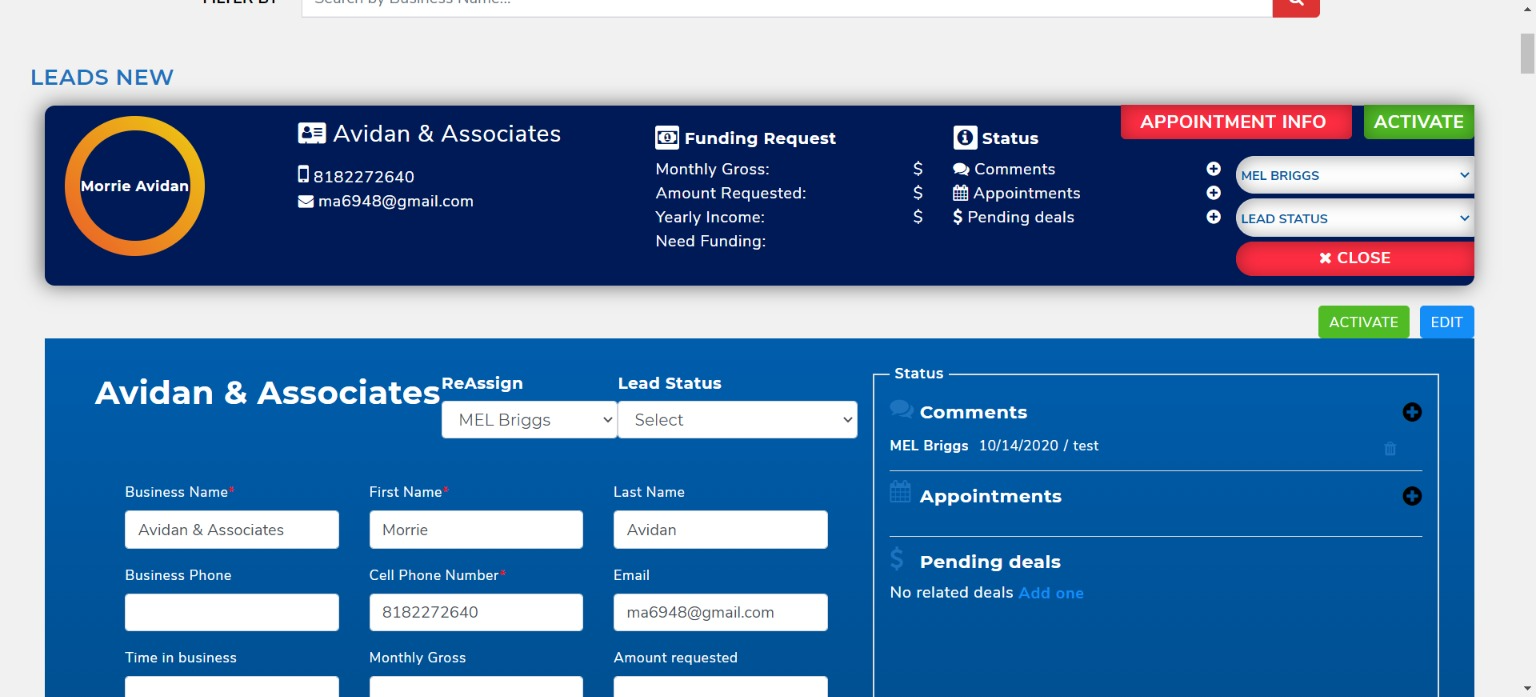 FILTER BY Search by Business Name...
LEADS NEW
Morrie Avidan
Avidan & Associates
8182272640
ma6948@gmail.com
Funding Request
Monthly Gross: $
Amount Requested: $
Yearly Income: $
Need Funding:
Status
Comments
Appointments
$ Pending deals
APPOINTMENT INFO
ACTIVATE
MEL BRIGGS
LEAD STATUS
✖ CLOSE
ACTIVATE EDIT
Avidan & Associates
ReAssign Lead Status
MEL Briggs Select
Business Name* First Name* Last Name
Avidan & Associates Morrie Avidan
Business Phone Cell Phone Number* Email
8182272640 ma6948@gmail.com
Time in business Monthly Gross Amount requested
Status
Comments
MEL Briggs 10/14/2020 / test
Appointments
$ Pending deals
No related deals Add one